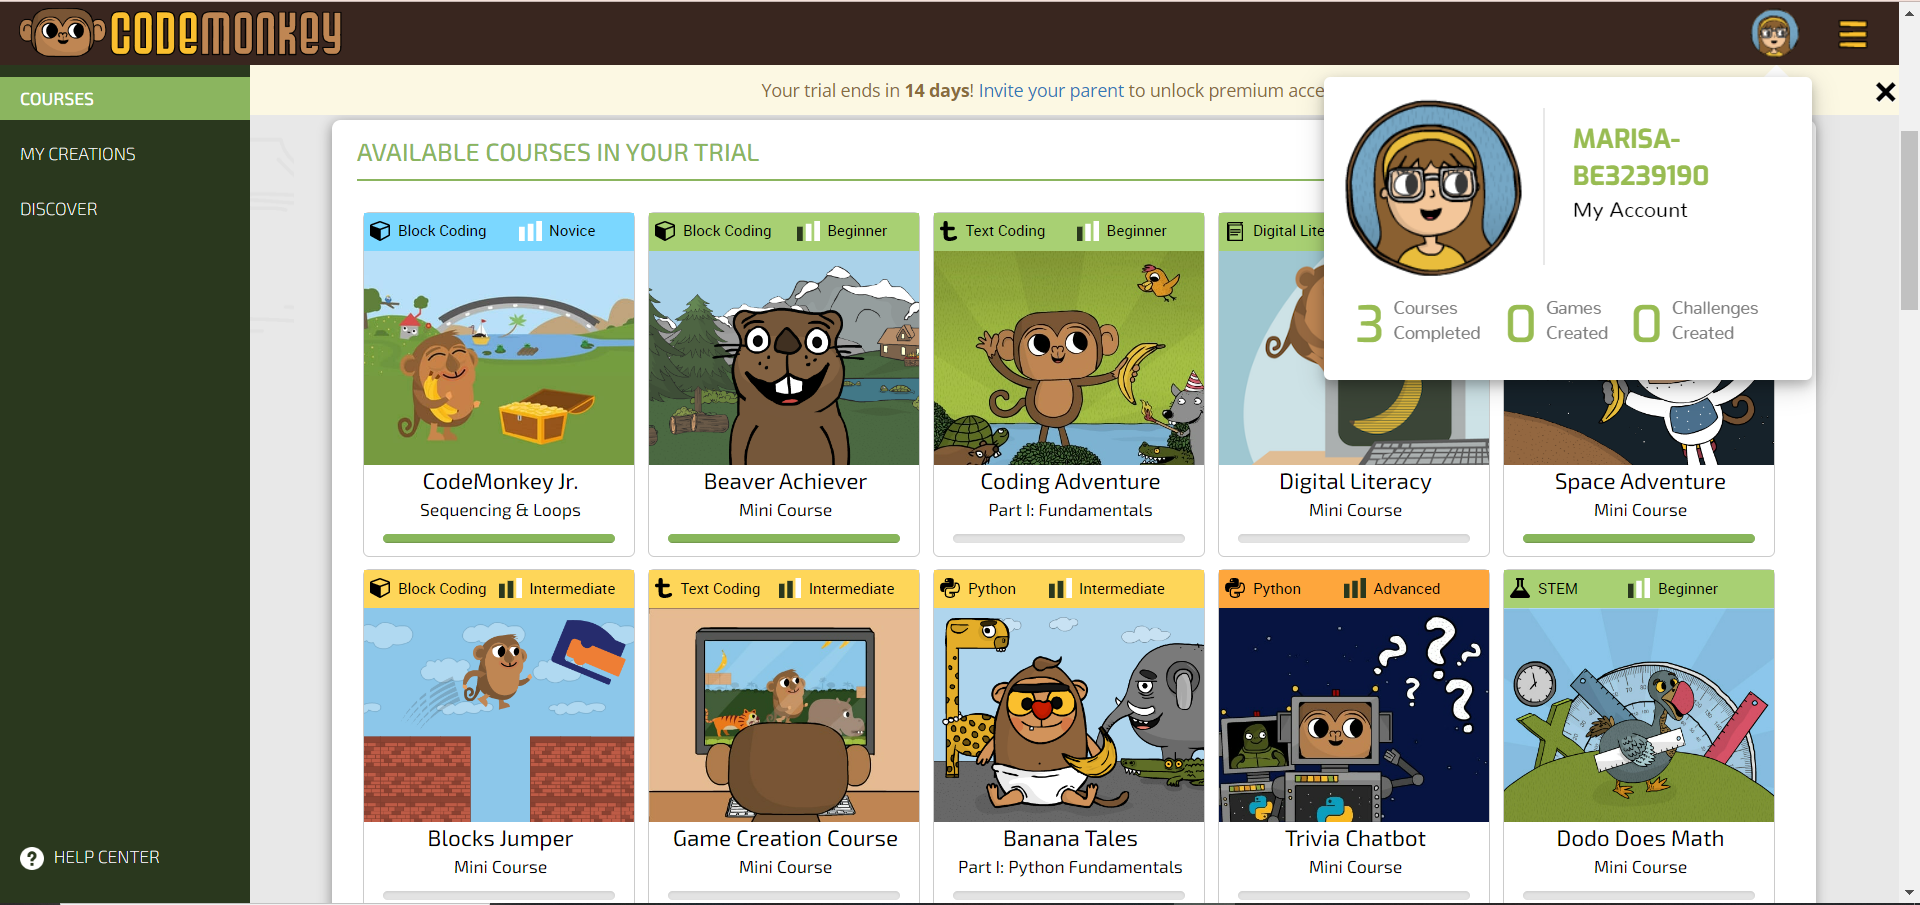 CODEMONKEY
COURSES
MY CREATIONS
DISCOVER
HELP CENTER
Your trial ends in 14 days! Invite your parent to unlock premium acce
MARISA-
BE3239190
My Account
3 Courses Completed
0 Games Created
0 Challenges Created
AVAILABLE COURSES IN YOUR TRIAL
Block Coding Novice
CodeMonkey Jr.
Sequencing & Loops
Block Coding Beginner
Beaver Achiever
Mini Course
Text Coding Beginner
Coding Adventure
Part I: Fundamentals
Digital Lite
Digital Literacy
Mini Course
Space Adventure
Mini Course
Block Coding Intermediate
Blocks Jumper
Mini Course
Text Coding Intermediate
Game Creation Course
Mini Course
Python Intermediate
Banana Tales
Part I: Python Fundamentals
Python Advanced
Trivia Chatbot
Mini Course
STEM Beginner
Dodo Does Math
Mini Course